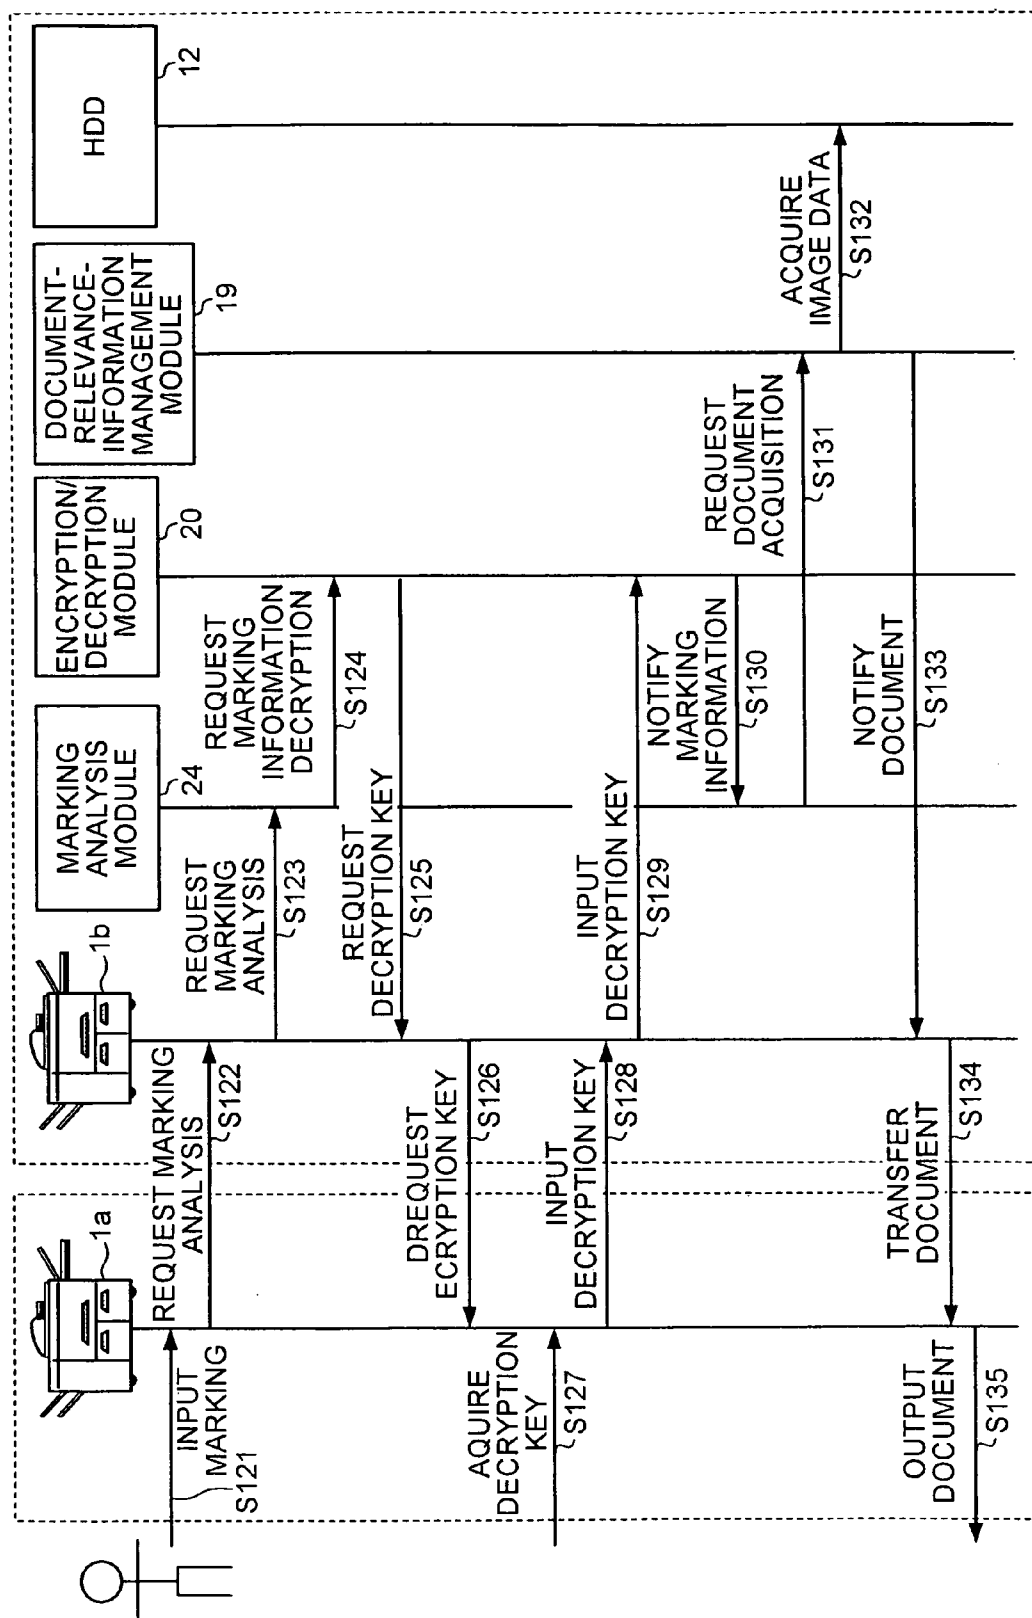 1a
1b
MARKING
ANALYSIS
MODULE
24
ENCRYPTION/
DECRYPTION
MODULE
20
DOCUMENT-
RELEVANCE-
INFORMATION
MANAGEMENT
MODULE
19
HDD
12
INPUT
MARKING
S121
REQUEST MARKING
ANALYSIS
S122
REQUEST
MARKING
ANALYSIS
S123
REQUEST
MARKING
INFORMATION
DECRYPTION
S124
REQUEST
DECRYPTION KEY
S125
DREQUEST
ECRYPTION KEY
S126
AQUIRE
DECRYPTION
KEY
S127
INPUT
DECRYPTION KEY
S128
INPUT
DECRYPTION KEY
S129
NOTIFY
MARKING
INFORMATION
S130
REQUEST
DOCUMENT
ACQUISITION
S131
ACQUIRE
IMAGE DATA
S132
NOTIFY
DOCUMENT
S133
TRANSFER
DOCUMENT
S134
OUTPUT
DOCUMENT
S135